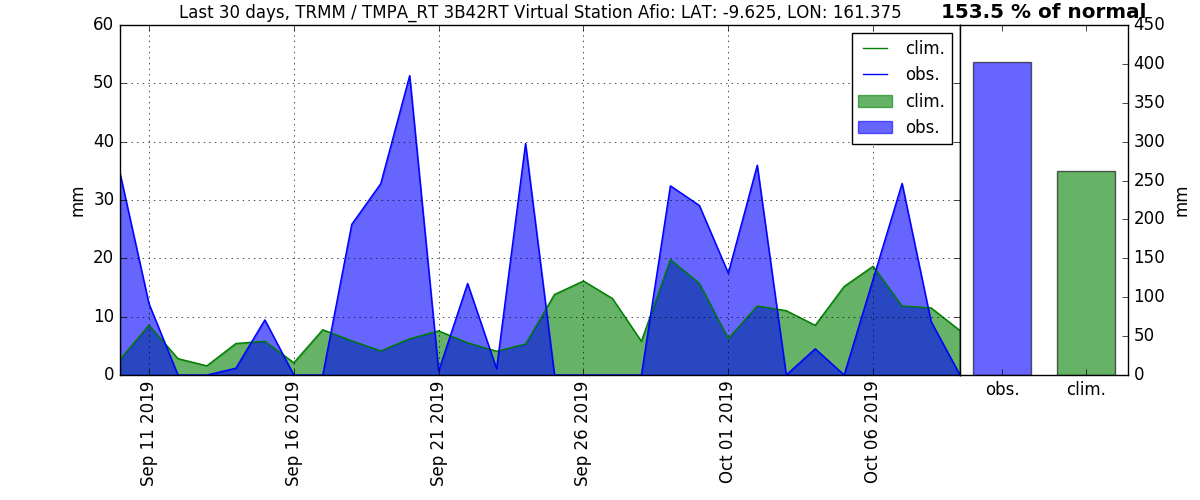 Last 30 days, TRMM / TMPA_RT 3B42RT Virtual Station Afio: LAT: -9.625, LON: 161.375
153.5 % of normal
60
50
40
30
20
10
0
mm
clim.
obs.
clim.
obs.
Sep 11 2019
Sep 16 2019
Sep 21 2019
Sep 26 2019
Oct 01 2019
Oct 06 2019
450
400
350
300
250
200
150
100
50
0
mm
obs.
clim.